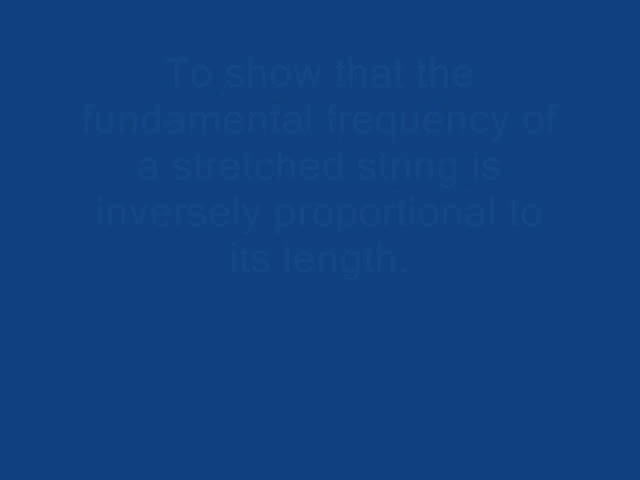 To show that the
fundamental frequency of
a stretched string is
inversely proportional to
its length.